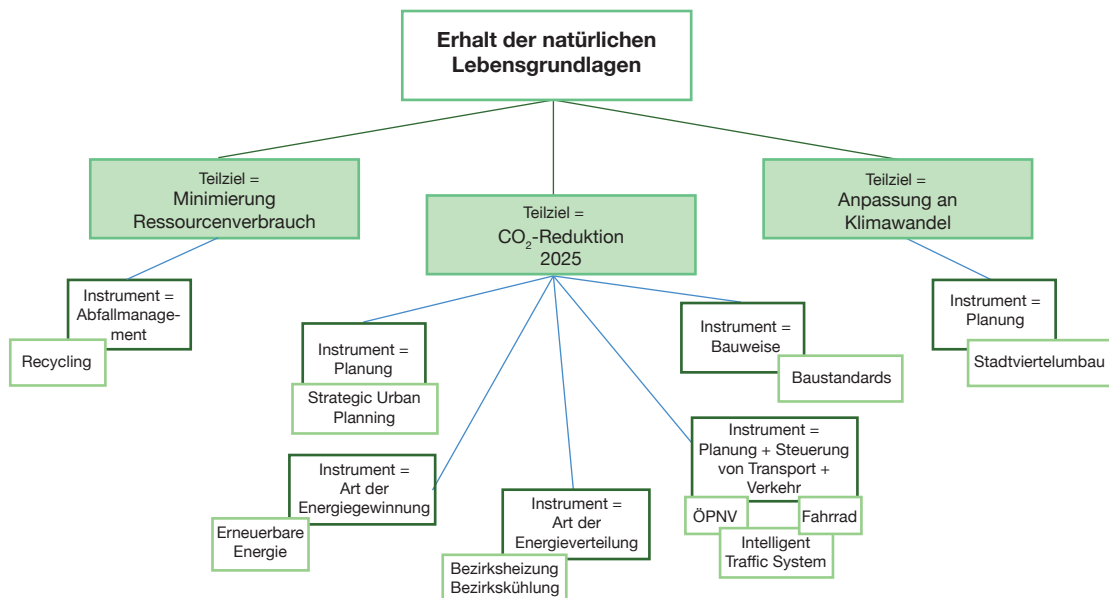 Erhalt der natürlichen
Lebensgrundlagen
Teilziel =
Minimierung
Ressourcenverbrauch
Teilziel =
CO₂-Reduktion
2025
Teilziel =
Anpassung an
Klimawandel
Instrument =
Abfallmanage-
ment
Recycling
Instrument =
Planung
Strategic Urban
Planning
Instrument =
Bauweise
Baustandards
Instrument =
Planung
Stadtviertelumbau
Instrument =
Art der
Energiegewinnung
Erneuerbare
Energie
Instrument =
Art der
Energieverteilung
Bezirksheizung
Bezirkskühlung
Instrument =
Planung + Steuerung
von Transport +
Verkehr
ÖPNV
Fahrrad
Intelligent
Traffic System